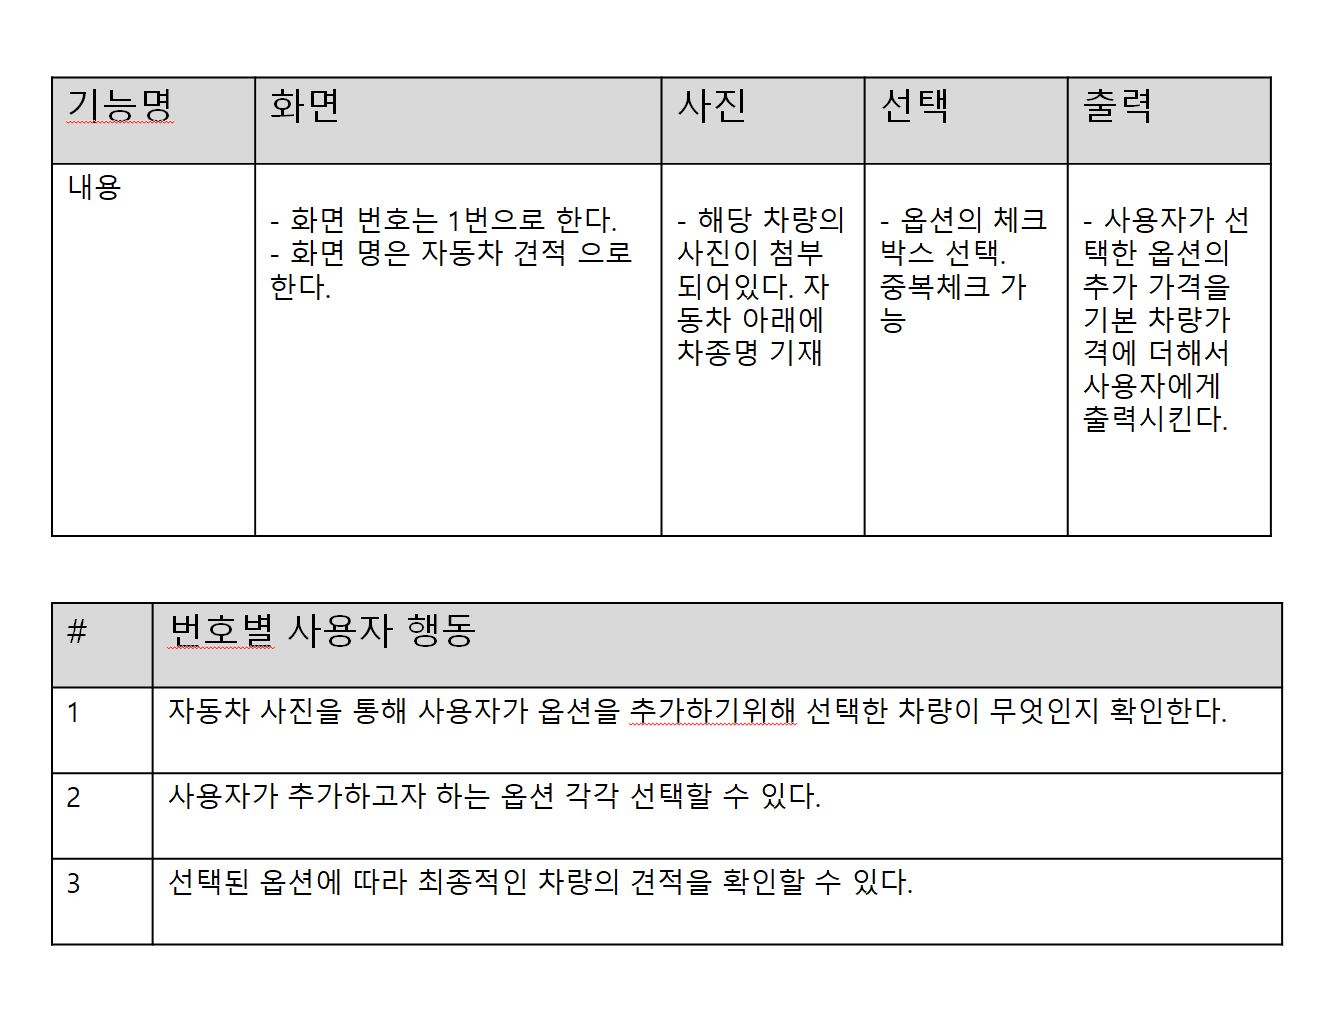 기능명 화면 사진 선택 출력
내용
- 화면 번호는 1번으로 한다.
- 화면 명은 자동차 견적 으로
한다.
- 해당 차량의
사진이 첨부
되어있다. 자
동차 아래에
차종명 기재
- 옵션의 체크
박스 선택.
중복체크 가
능
- 사용자가 선
택한 옵션의
추가 가격을
기본 차량가
격에 더해서
사용자에게
출력시킨다.
# 번호별 사용자 행동
1 자동차 사진을 통해 사용자가 옵션을 추가하기위해 선택한 차량이 무엇인지 확인한다.
2 사용자가 추가하고자 하는 옵션 각각 선택할 수 있다.
3 선택된 옵션에 따라 최종적인 차량의 견적을 확인할 수 있다.